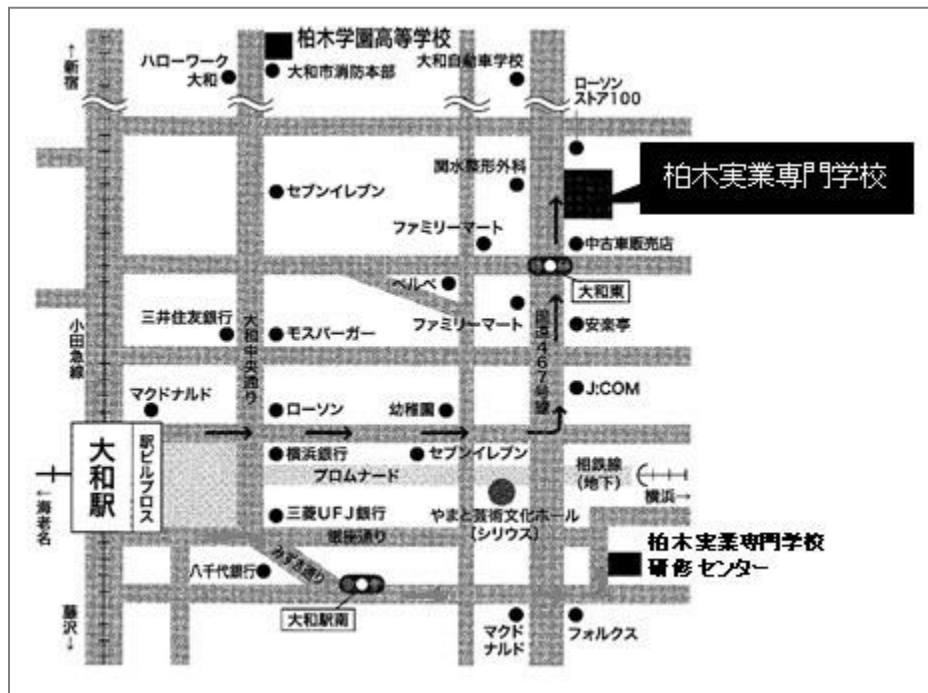 柏木学園高等学校
ハローワーク
大和
大和市消防本部
大和自動車学校
ローソン
ストア100
↑新宿
関水整形外科
柏木実業専門学校
セブンイレブン
ファミリーマート
中古車販売店
ベルベ
大和東
三井住友銀行
大和中央通り
モスバーガー
ファミリーマート
国道467号線
安楽亭
小田急線
マクドナルド
ローソン
幼稚園
J:COM
大和駅
駅ビルプロス
横浜銀行
セブンイレブン
プロムナード
相鉄線
(地下)
横浜→
←海老名
三菱UFJ銀行
やまと芸術文化ホール
(シリウス)
銀座通り
柏木実業専門学校
研修センター
八千代銀行
みずき通り
大和駅南
藤沢↓
マクド
ナルド
フォルクス